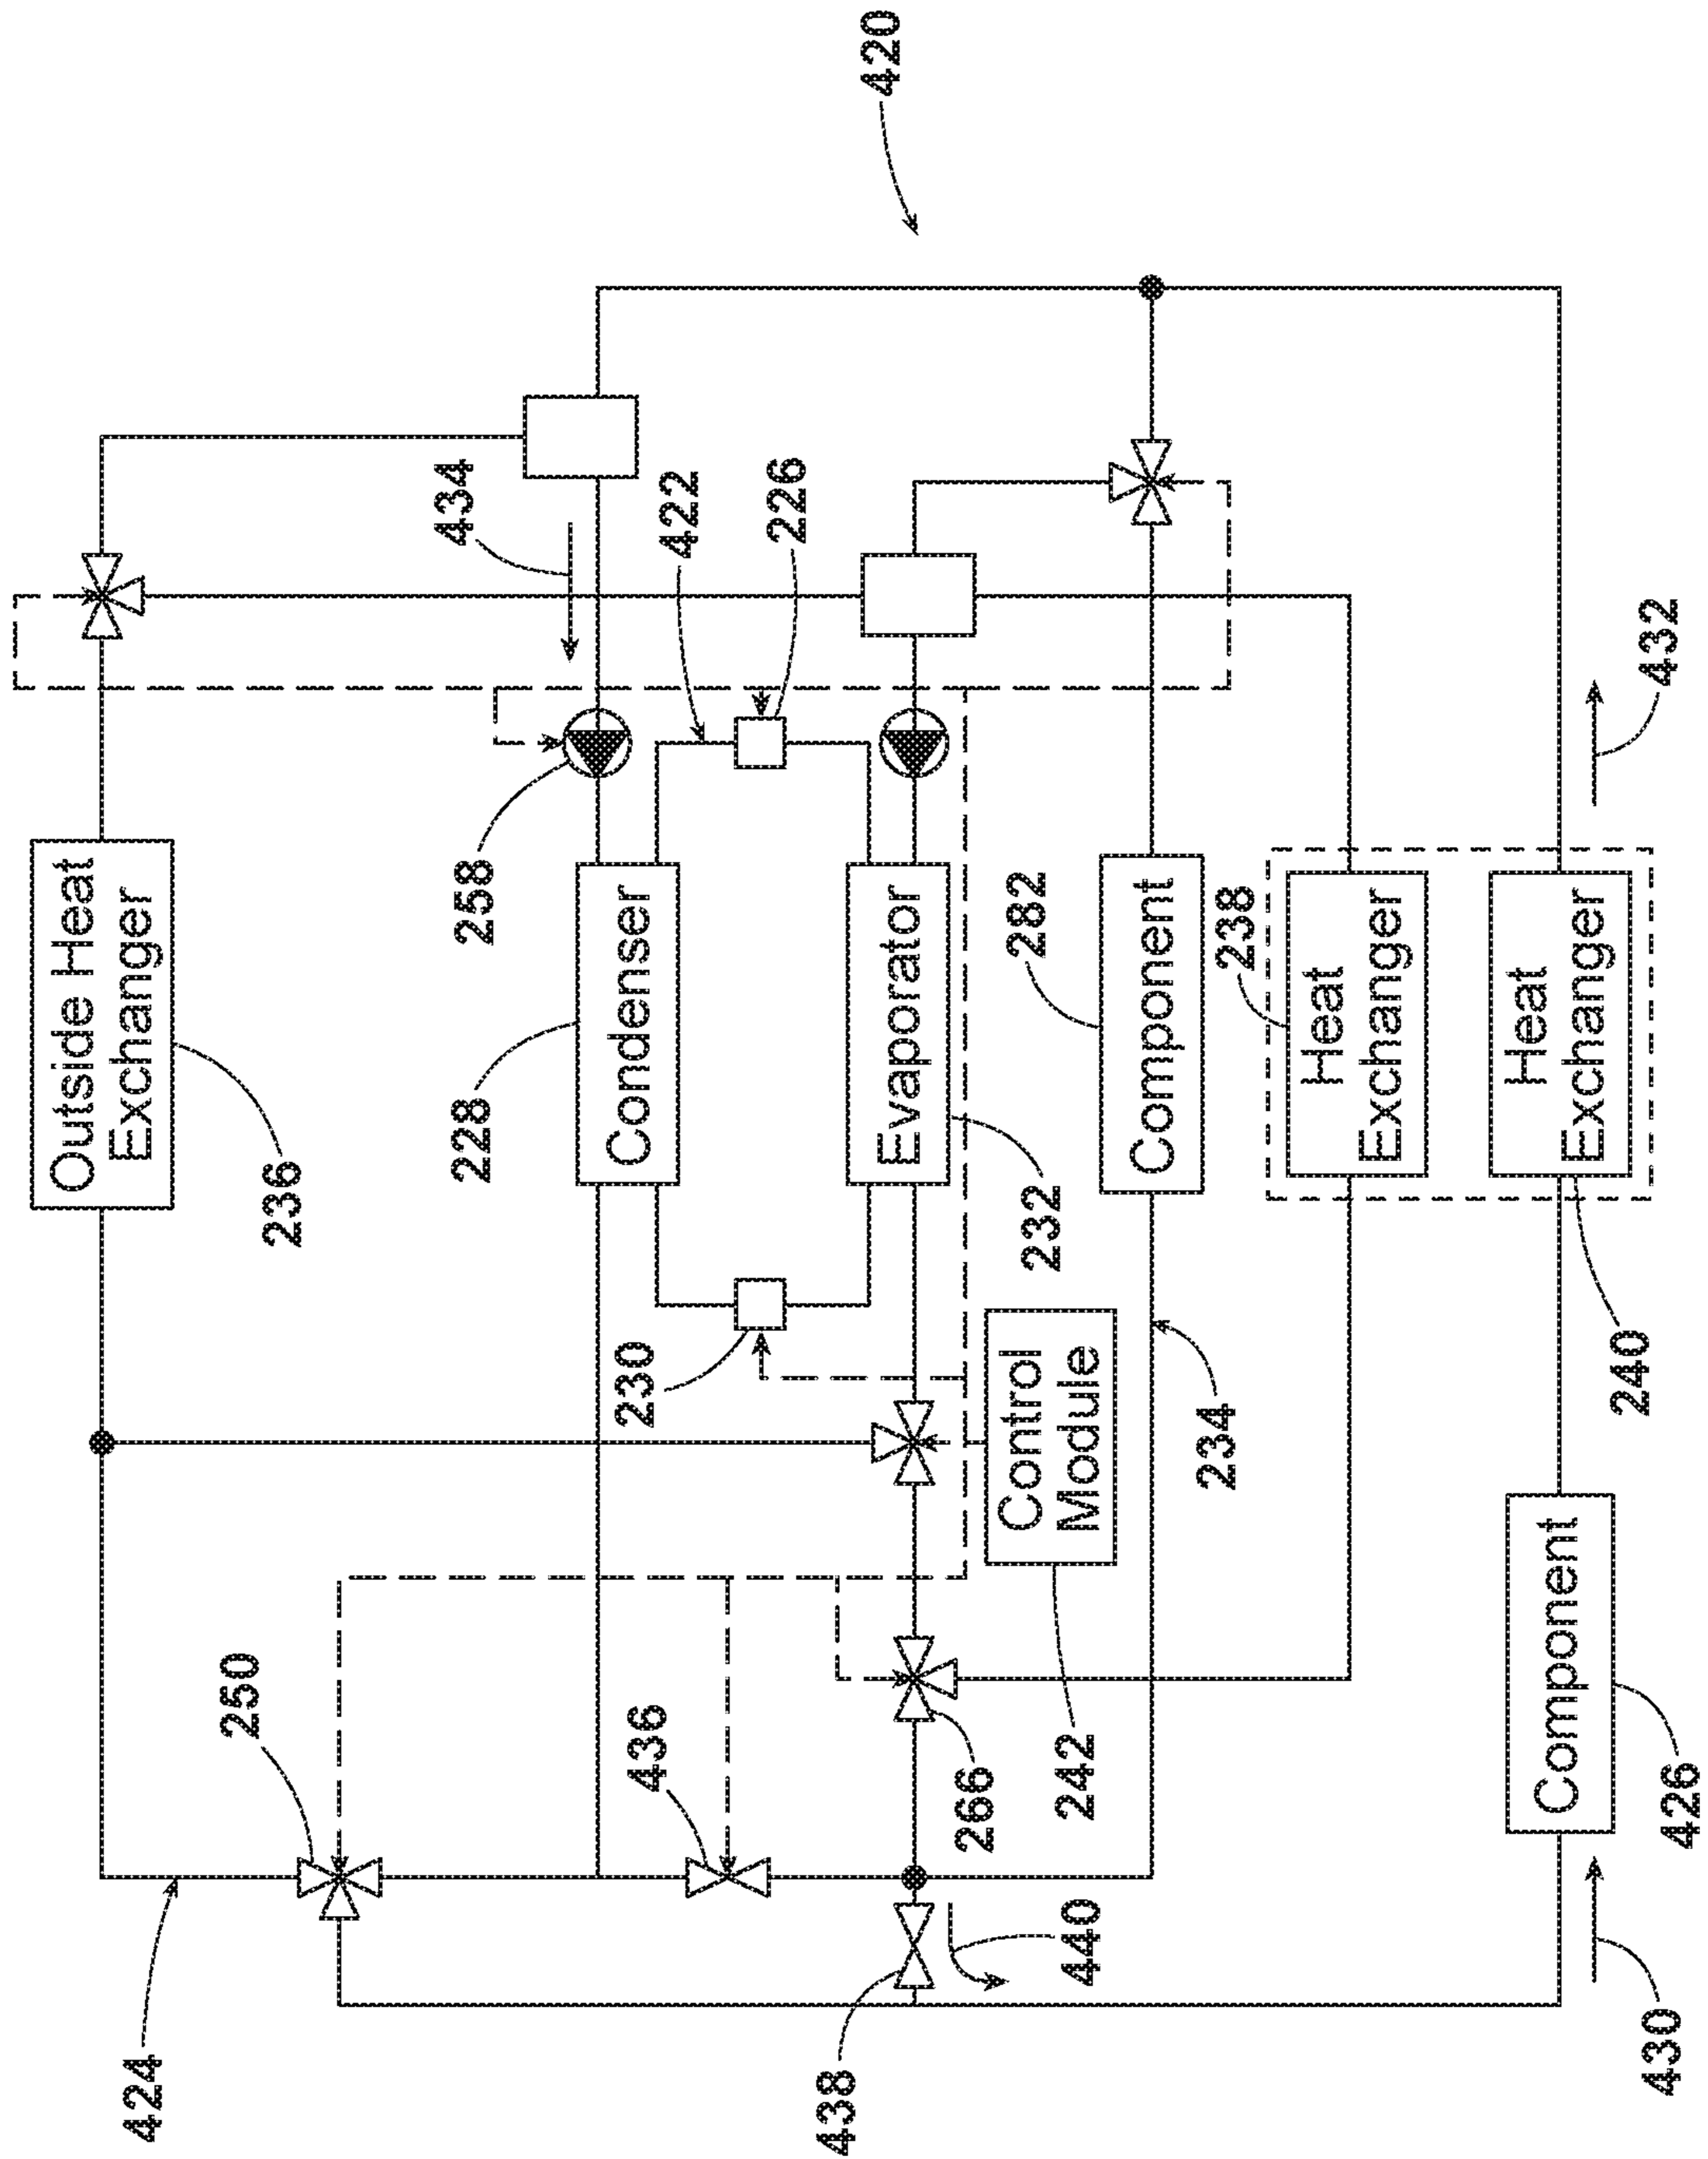 424
Outside Heat
Exchanger
250
236
434
228
258
422
436
230
Condenser
226
438
420
Evaporator
266
Control
Module
282
232
242
440
Component
234
238
Heat
Exchanger
Heat
Exchanger
Component
240
430
432
426